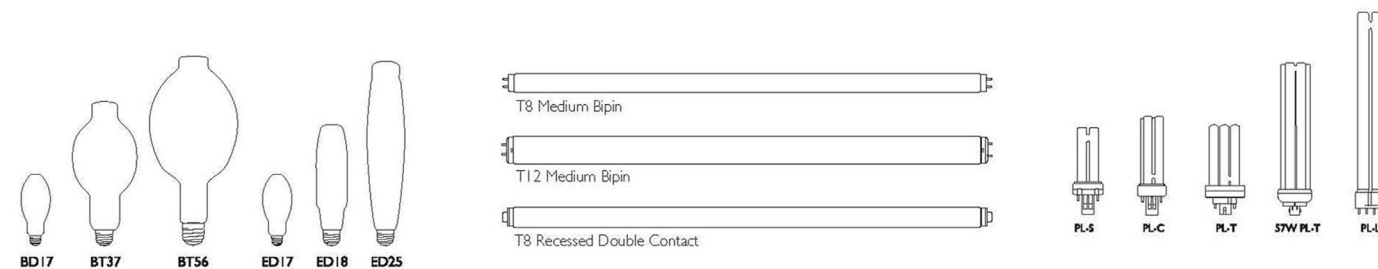 T8 Medium Bipin
T12 Medium Bipin
T8 Recessed Double Contact
BD17 BT37 BT56 ED17 ED18 ED25
PL-S PL-C PL-T 57W PL-T PL-L